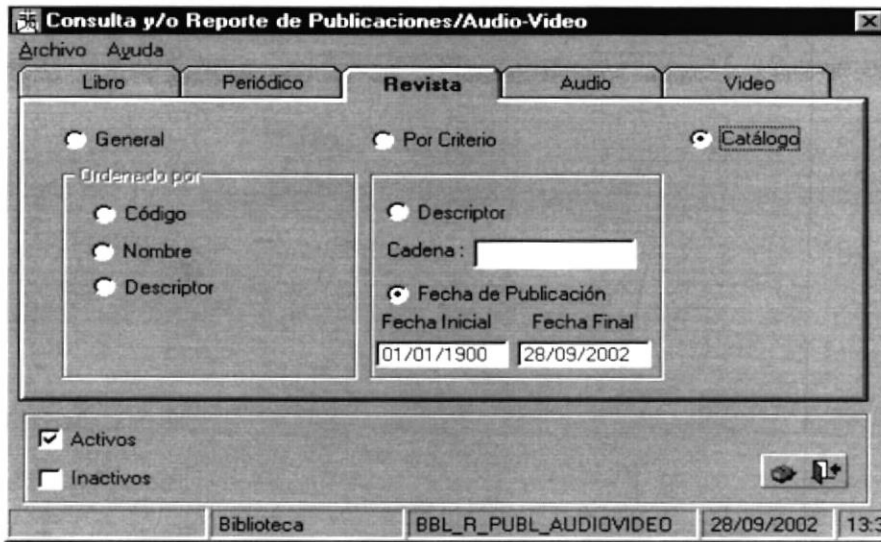 Consulta y/o Reporte de Publicaciones/Audio-Video
Archivo Ayuda
Libro Periódico Revista Audio Video
General Por Criterio Catálogo
Ordenado por
Código Descriptor
Nombre Cadena :
Descriptor Fecha de Publicación
Fecha Inicial Fecha Final
01/01/1900 28/09/2002
Activos
Inactivos
Biblioteca BBL_R_PUBL_AUDIOVIDEO 28/09/2002